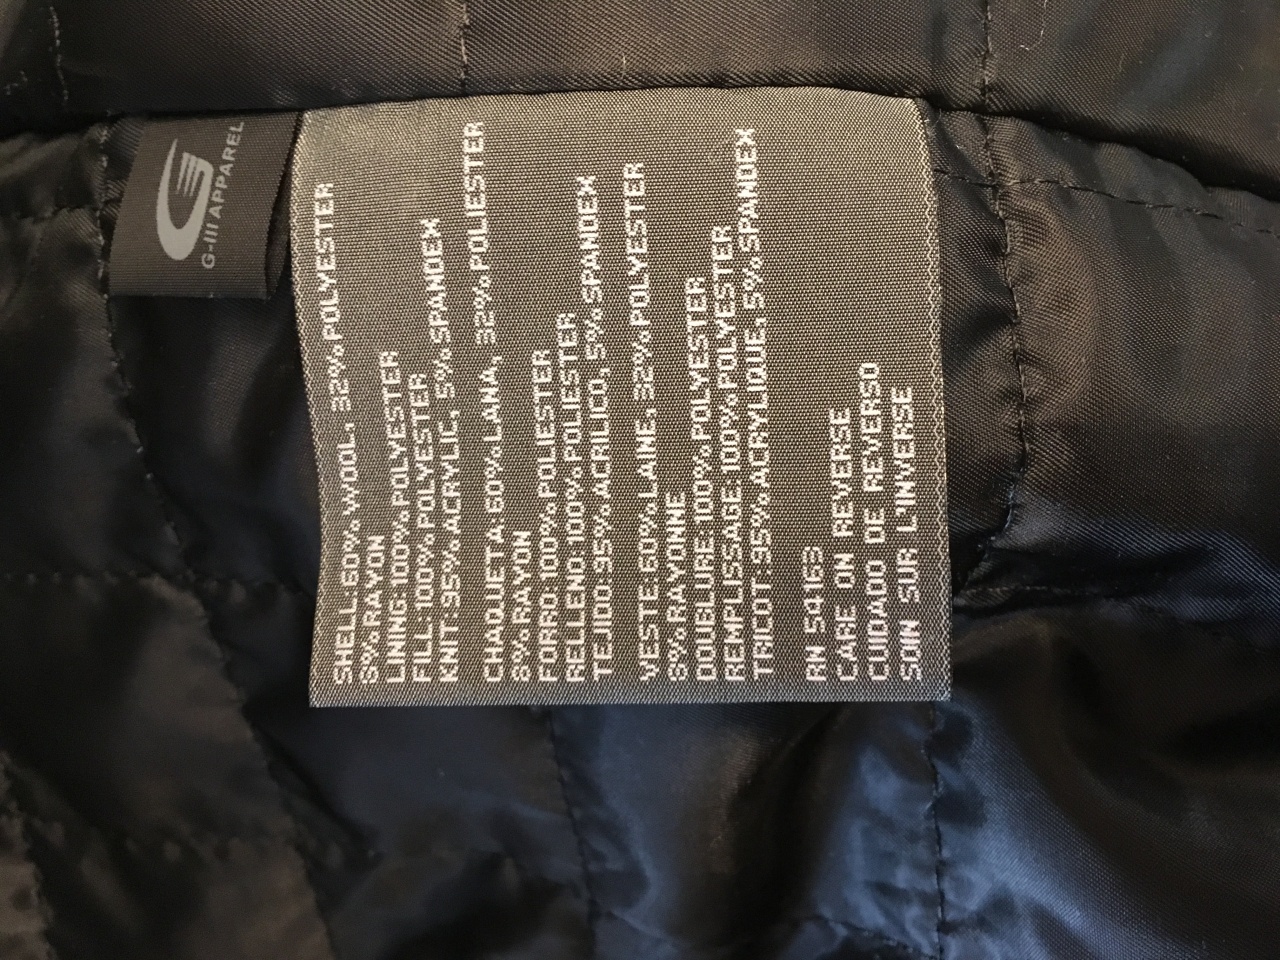 G-III APPAREL
SHELL:60% WOOL, 32% POLYESTER
8% RAYON
LINING:100% POLYESTER
FILL:100% POLYESTER
KNIT:95% ACRYLIC, 5% SPANDEX
CHAQUETA:60% LANA, 32% POLIESTER
8% RAYON
FORRO:100% POLIESTER
RELLENO:100% POLIESTER
TEJIDO:95% ACRILICO, 5% SPANDEX
VESTE:60% LAINE, 32% POLYESTER
8% RAYONNE
DOUBLURE:100% POLYESTER
REMPLISSAGE:100% POLYESTER
TRICOT:95% ACRYLIQUE, 5% SPANDEX
RN 54163
CARE ON REVERSE
CUIDADO DE REVERSO
SOIN SUR L'INVERSE